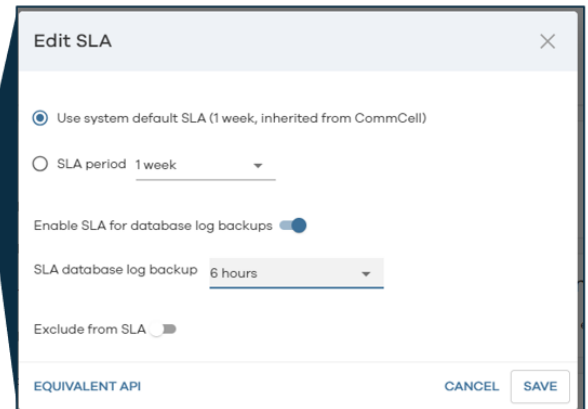 Edit SLA
Use system default SLA (1 week, inherited from CommCell)
SLA period 1 week
Enable SLA for database log backups
SLA database log backup 6 hours
Exclude from SLA
EQUIVALENT API CANCEL SAVE